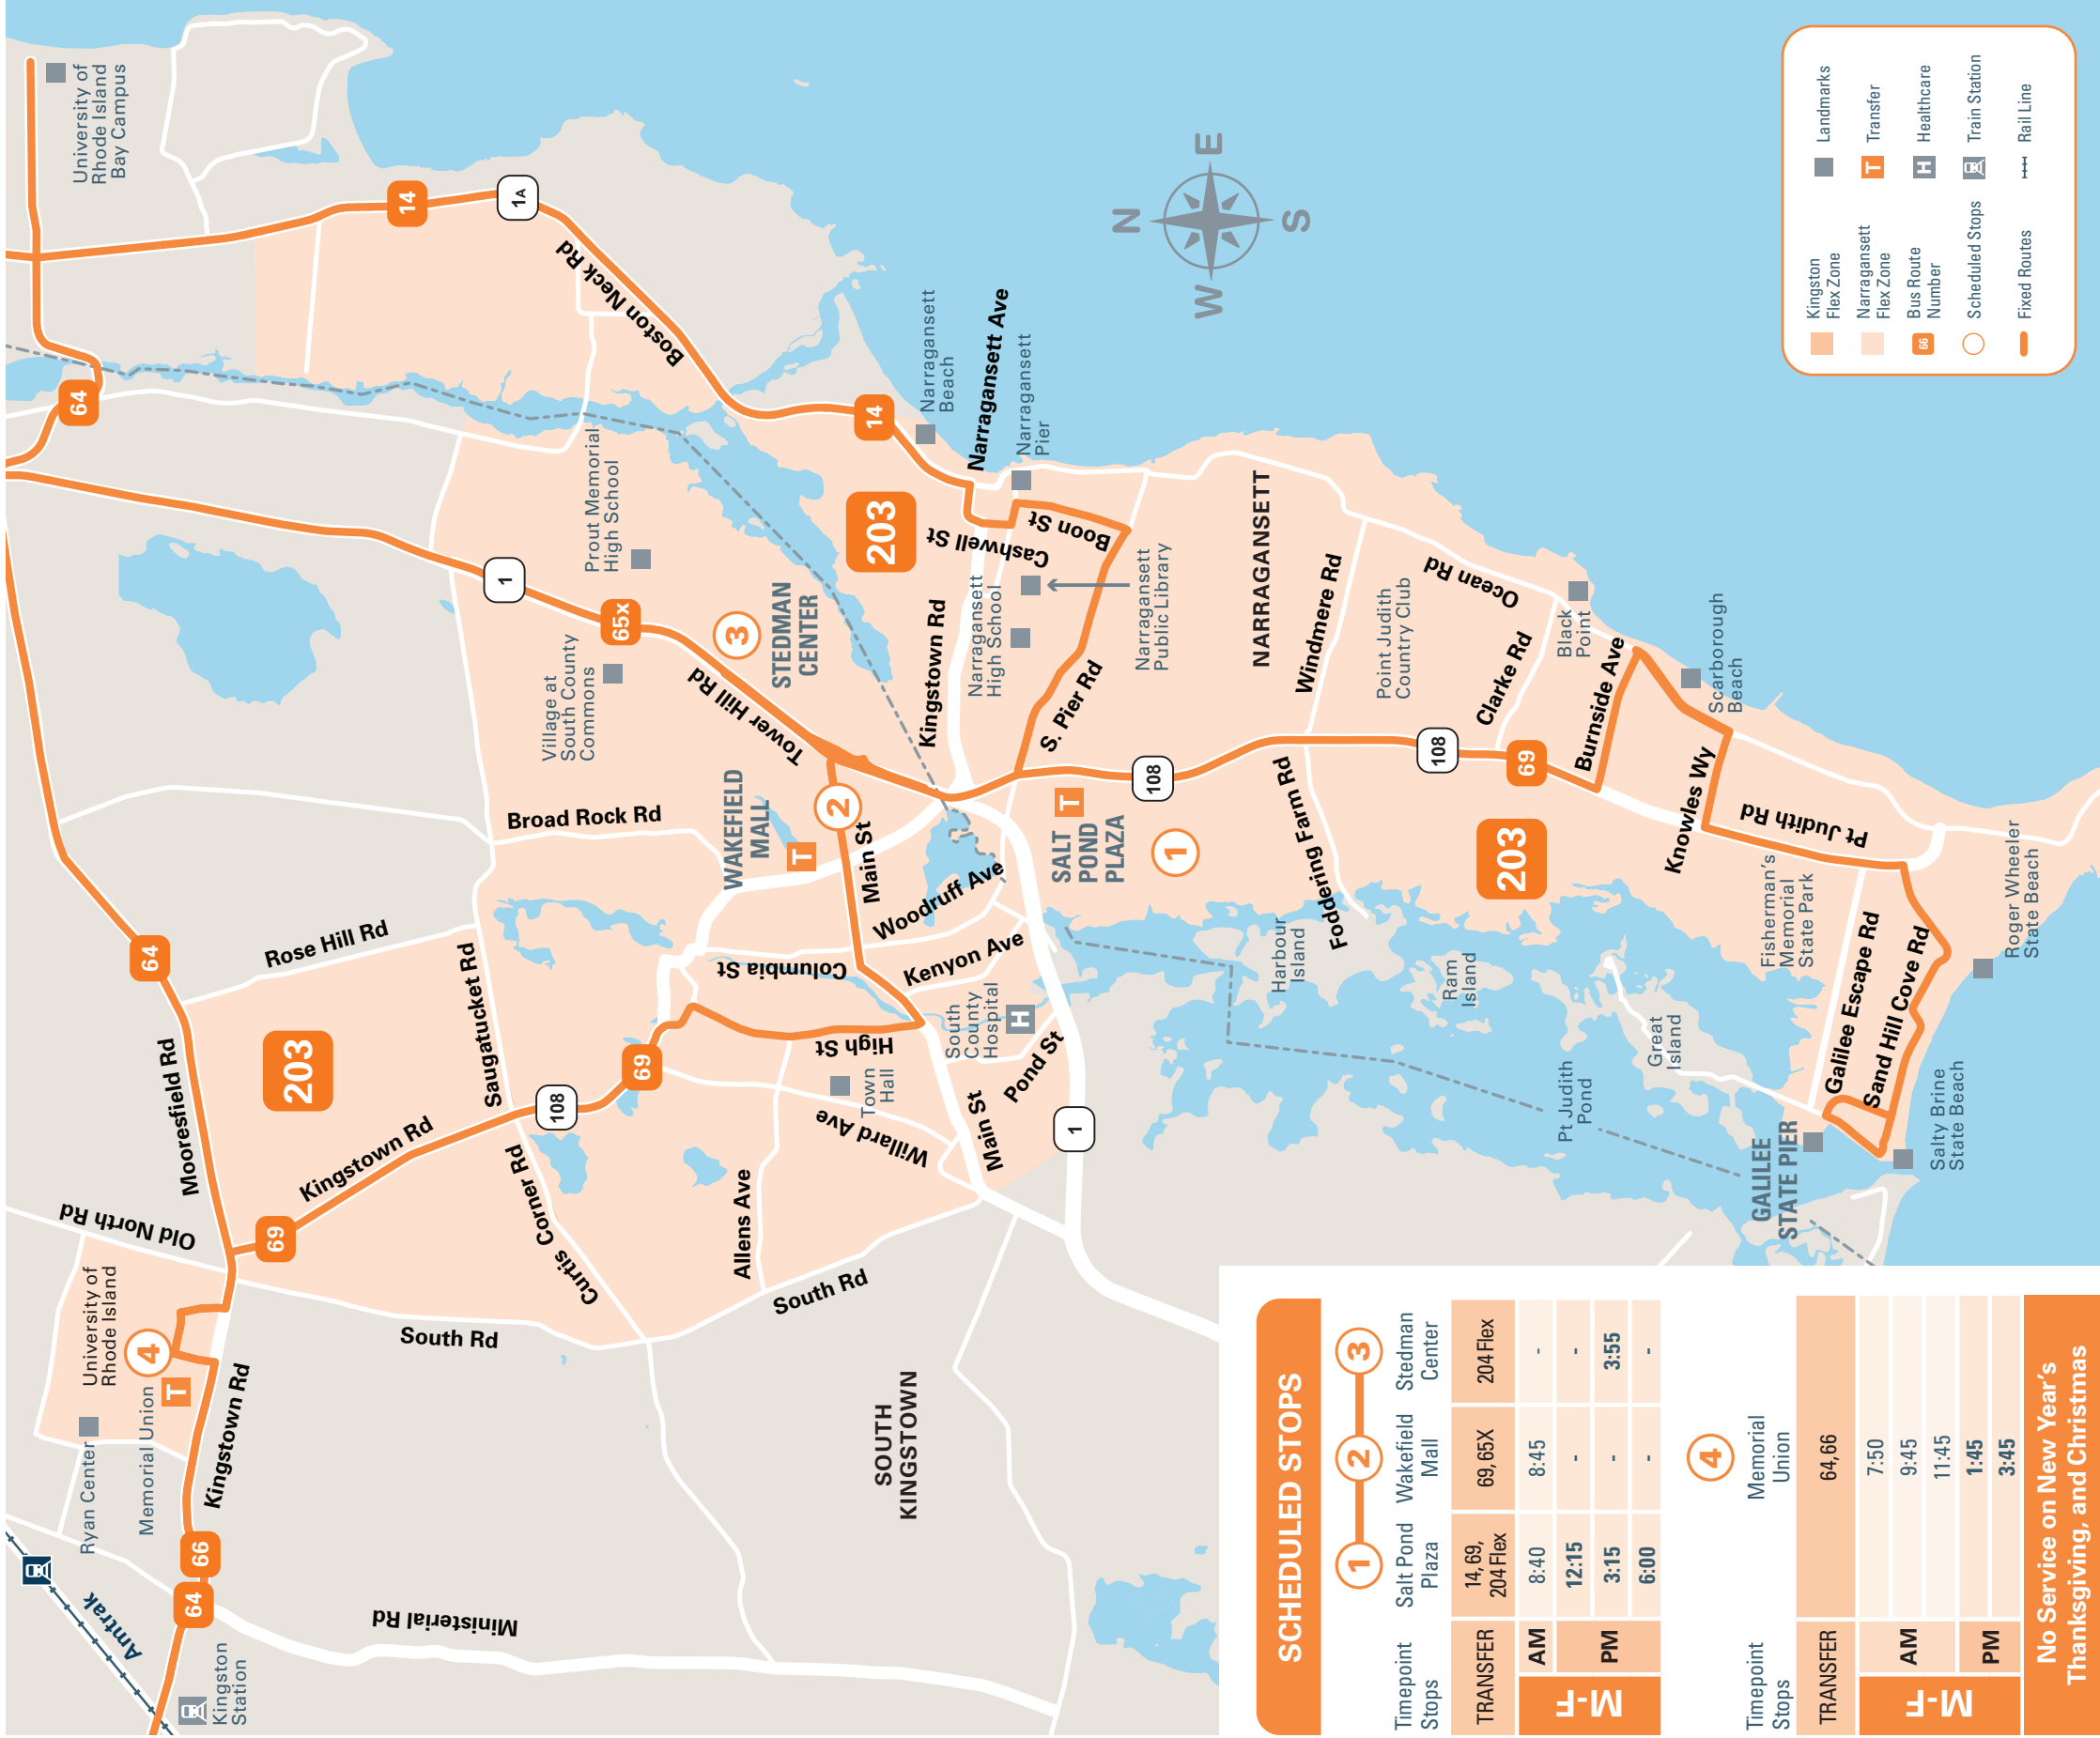 University of
Rhode Island
Bay Campus
14
1A
64
Boston Neck Rd
Narragansett
Beach
14
Narragansett Ave
Narragansett
Pier
N
E
S
W
Landmarks
Transfer
T
Healthcare
H
Train Station
Rail Line
Kingston
Flex Zone
Narragansett
Flex Zone
Bus Route
Number
66
Scheduled Stops
Fixed Routes
Prout Memorial
High School
1
65x
203
Cashwell St
Boon St
3
STEDMAN
CENTER
Village at
South County
Commons
Tower Hill Rd
Kingstown Rd
Narragansett
High School
Narragansett
Public Library
S. Pier Rd
NARRAGANSETT
Windmere Rd
Ocean Rd
Point Judith
Country Club
Clarke Rd
Black
Point
Burnside Ave
Scarborough
Beach
108
108
69
Broad Rock Rd
WAKEFIELD
MALL
T
2
Main St
Woodruff Ave
SALT
POND
PLAZA
T
1
Foddering Farm Rd
203
Knowles Wy
Pt Judith Rd
Fisherman's
Memorial
State Park
Roger Wheeler
State Beach
64
Rose Hill Rd
Saugatucket Rd
Columbia St
Kenyon Ave
Harbour
Island
Ram
Island
Galilee Escape Rd
Sand Hill Cove Rd
203
Mooresfield Rd
69
High St
South
County
Hospital
H
Great
Island
108
Town
Hall
Pond St
Main St
1
Pt Judith
Pond
Salty Brine
State Beach
GALILEE
STATE PIER
Kingstown Rd
Willard Ave
Curtis Corner Rd
Allens Ave
South Rd
South Rd
69
Old North Rd
University of
Rhode Island
4
T
Memorial Union
Ryan Center
Kingstown Rd
66
64
Amtrak
Kingston
Station
Ministerial Rd
SOUTH
KINGSTOWN
SCHEDULED STOPS
1 2 3
Timepoint Stops Salt Pond Plaza Wakefield Mall Stedman Center
TRANSFER 14, 69, 204 Flex 69, 65X 204 Flex
M-F
AM 8:40 8:45 -
PM 12:15 - -
3:15 - 3:55
6:00 - -
4
Timepoint Stops Memorial Union
TRANSFER 64, 66
M-F
AM 7:50
9:45
11:45
PM 1:45
3:45
No Service on New Year's
Thanksgiving, and Christmas